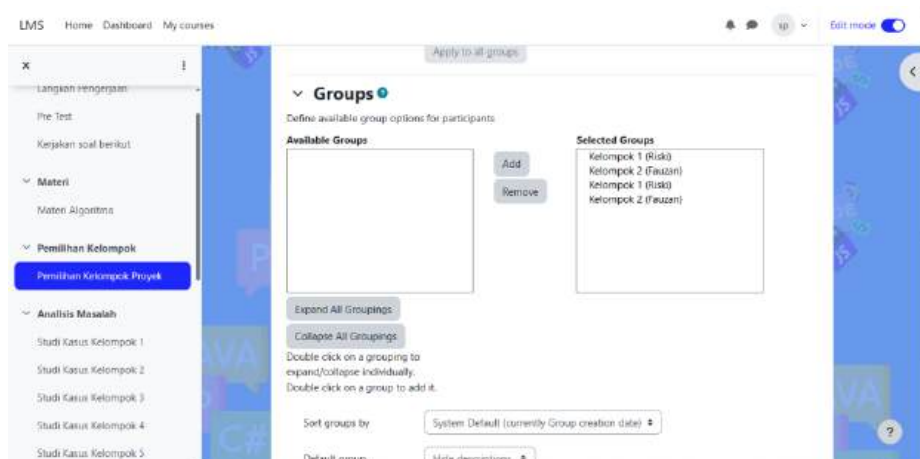 LMS Home Dashboard My courses
sp Edit mode
Apply to all groups
Langkah Pengerjaan
Pre Test
Kerjakan soal berikut
Materi
Materi Algoritma
Pemilihan Kelompok
Pemilihan Kelompok Proyek
Analisis Masalah
Studi Kasus Kelompok 1
Studi Kasus Kelompok 2
Studi Kasus Kelompok 3
Studi Kasus Kelompok 4
Studi Kasus Kelompok 5
Groups
Define available group options for participants
Available Groups
Add
Remove
Selected Groups
Kelompok 1 (Riski)
Kelompok 2 (Fauzan)
Kelompok 1 (Riski)
Kelompok 2 (Fauzan)
Expand All Groupings
Collapse All Groupings
Double click on a grouping to
expand/collapse individually.
Double click on a group to add it.
Sort groups by System Default (currently Group creation date)
Default group Hide descriptions
?